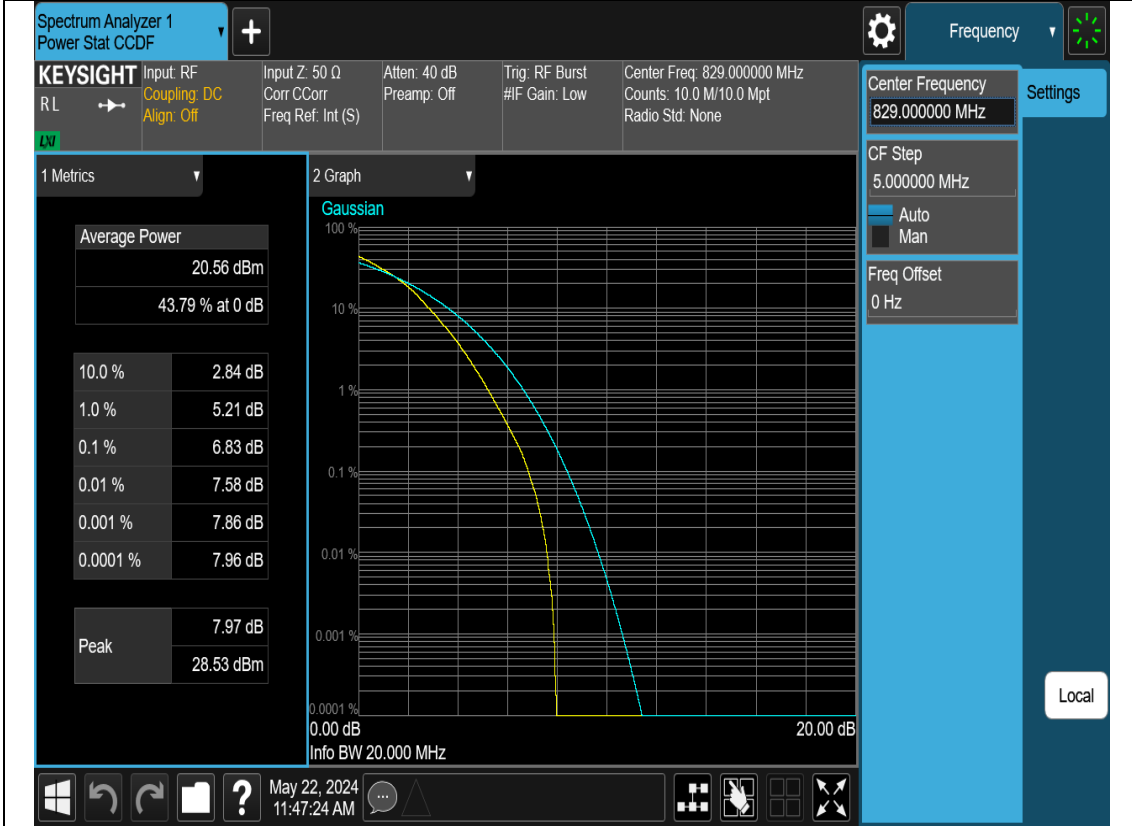 Spectrum Analyzer 1
Power Stat CCDF
Frequency
KEYSIGHT
RL
LXI
Input: RF
Coupling: DC
Align: Off
Input Z: 50 Ω
Corr CCorr
Freq Ref: Int (S)
Atten: 40 dB
Preamp: Off
Trig: RF Burst
#IF Gain: Low
Center Freq: 829.000000 MHz
Counts: 10.0 M/10.0 Mpt
Radio Std: None
Center Frequency
829.000000 MHz
Settings
CF Step
5.000000 MHz
Auto
Man
Freq Offset
0 Hz
Local
1 Metrics
Average Power
20.56 dBm
43.79 % at 0 dB
10.0 % 2.84 dB
1.0 % 5.21 dB
0.1 % 6.83 dB
0.01 % 7.58 dB
0.001 % 7.86 dB
0.0001 % 7.96 dB
Peak
7.97 dB
28.53 dBm
2 Graph
Gaussian
100 %
10 %
1 %
0.1 %
0.01 %
0.001 %
0.0001 %
0.00 dB
20.00 dB
Info BW 20.000 MHz
?
May 22, 2024
11:47:24 AM